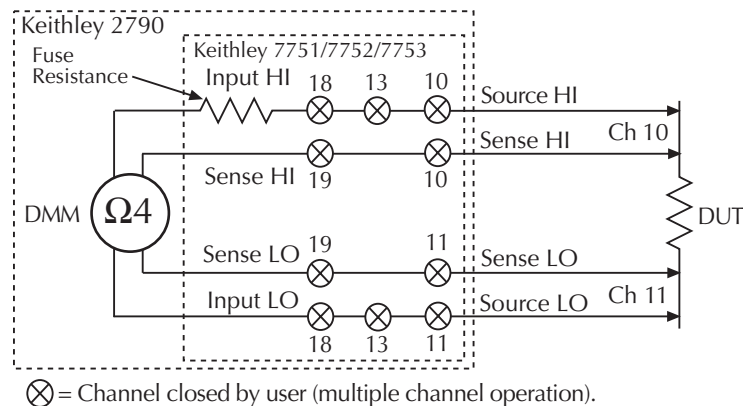 Keithley 2790
Keithley 7751/7752/7753
Fuse
Resistance
Input HI
18 13 10
Source HI
Ch 10
Sense HI
19
10
Sense HI
DMM
Ω4
DUT
19
11
Sense LO
Sense LO
Ch 11
Input LO
Source LO
18 13 11
= Channel closed by user (multiple channel operation).